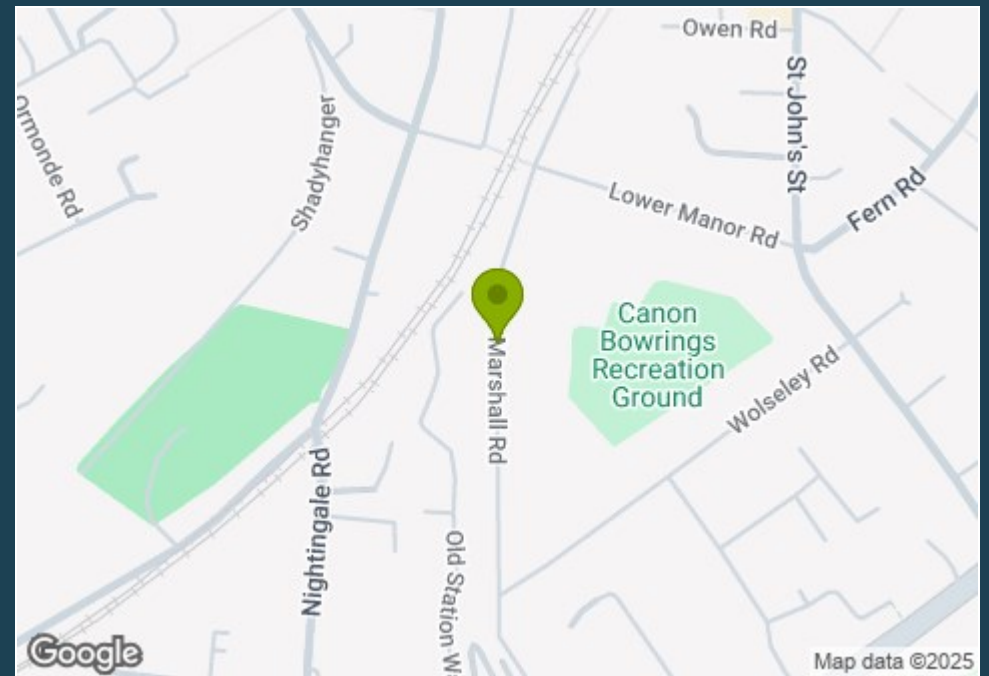 Owen Rd
St John's St
Ormonde Rd
Shadyhanger
Lower Manor Rd
Fern Rd
Canon
Bowrings
Recreation
Ground
Marshall Rd
Wolseley Rd
Nightingale Rd
Old Station Wa
Google
Map data ©2025